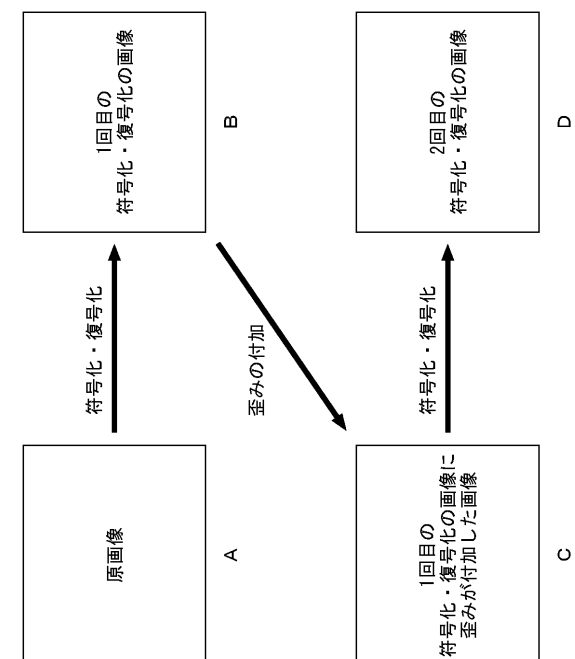 原画像
A
符号化・復号化
1回目の
符号化・復号化の画像
B
歪みの付加
1回目の
符号化・復号化の画像に
歪みが付加した画像
C
符号化・復号化
2回目の
符号化・復号化の画像
D